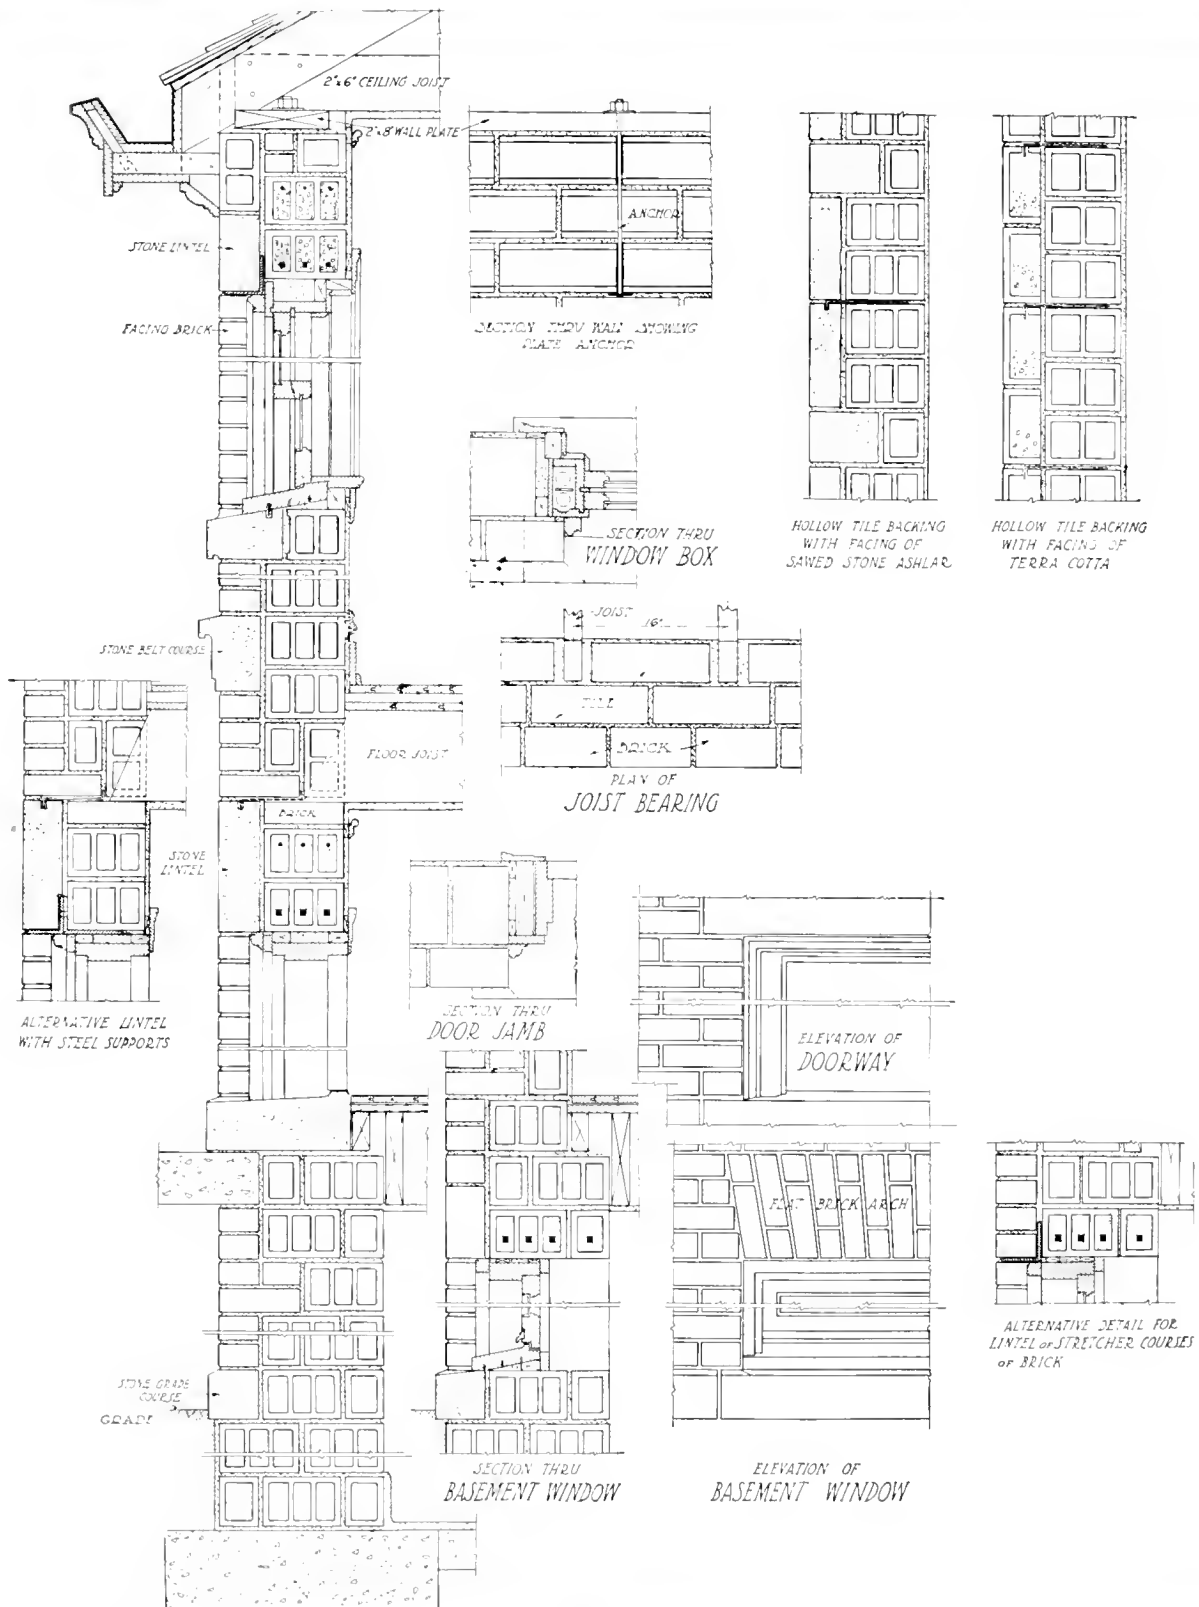 2"x6" CEILING JOIST
2"x8" WALL PLATE
STONE LINTEL
FACING BRICK
ANCHOR
SECTION THRU WALL SHOWING
PLATE ANCHOR
SECTION THRU
WINDOW BOX
HOLLOW TILE BACKING
WITH FACING OF
SAWED STONE ASHLAR
HOLLOW TILE BACKING
WITH FACING OF
TERRA COTTA
STONE BELT COURSE
JOIST
16"
TILE
BRICK
PLAN OF
JOIST BEARING
FLOOR JOIST
BRICK
STONE
LINTEL
ALTERNATIVE LINTEL
WITH STEEL SUPPORTS
SECTION THRU
DOOR JAMB
ELEVATION OF
DOORWAY
FLAT BRICK ARCH
ALTERNATIVE DETAIL FOR
LINTEL OF STRETCHER COURSES
OF BRICK
STONE GRADE
COURSE
GRADE
SECTION THRU
BASEMENT WINDOW
ELEVATION OF
BASEMENT WINDOW